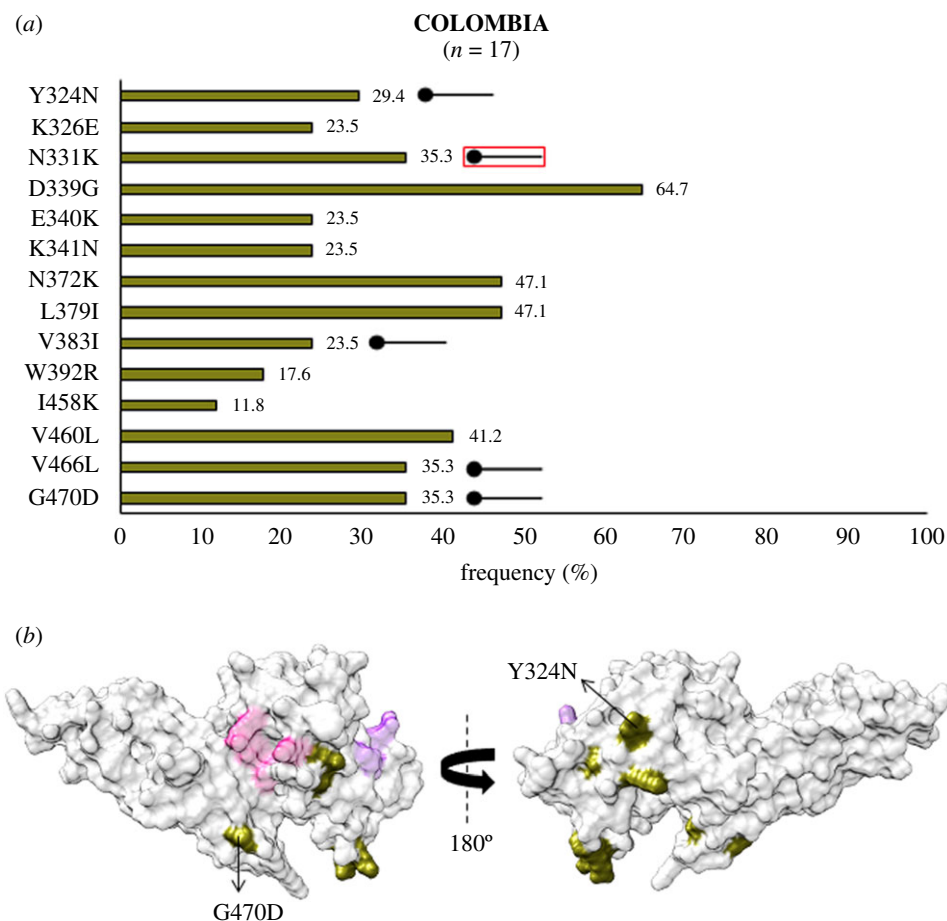 (a)
COLOMBIA
(n = 17)
Y324N 29.4
K326E 23.5
N331K 35.3
D339G 64.7
E340K 23.5
K341N 23.5
N372K 47.1
L379I 47.1
V383I 23.5
W392R 17.6
I458K 11.8
V460L 41.2
V466L 35.3
G470D 35.3
0 10 20 30 40 50 60 70 80 90 100
frequency (%)
(b)
Y324N
180º
G470D